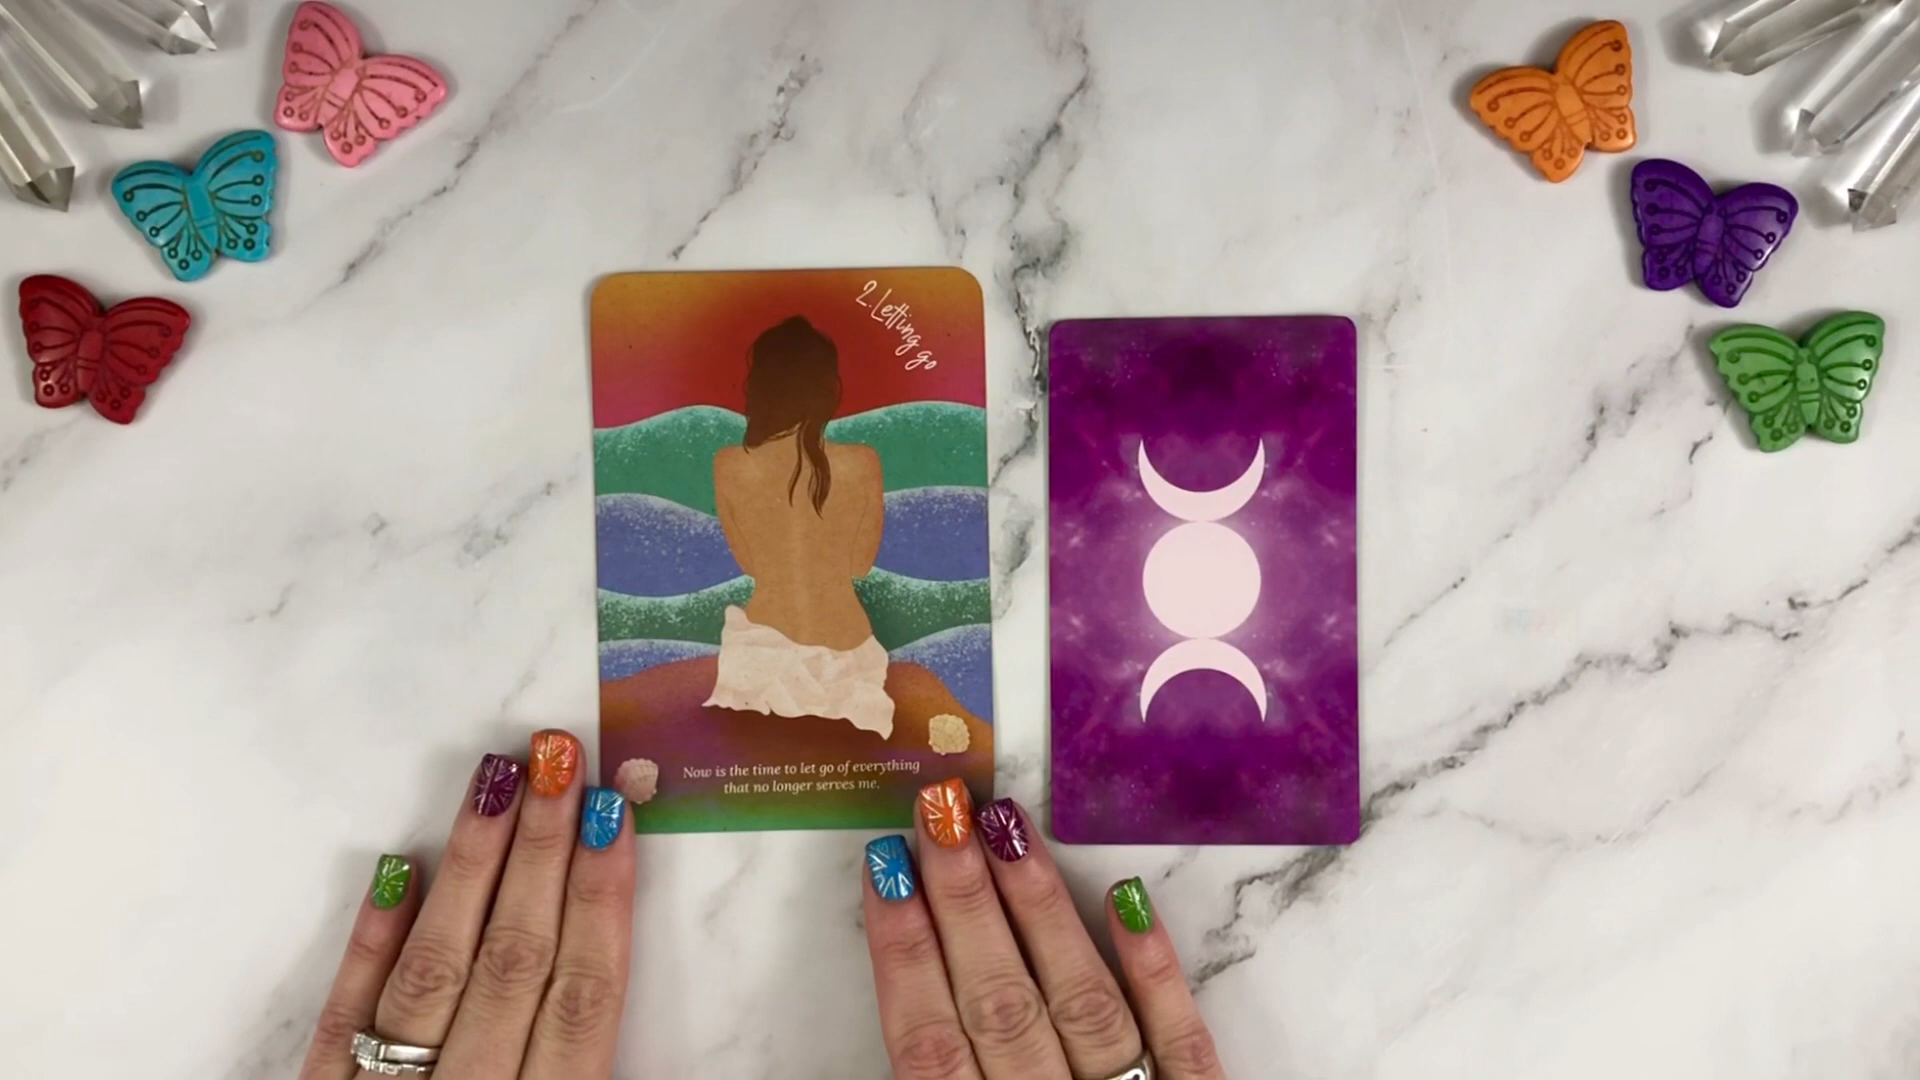 2. Letting go
Now is the time to let go of everything
that no longer serves me.